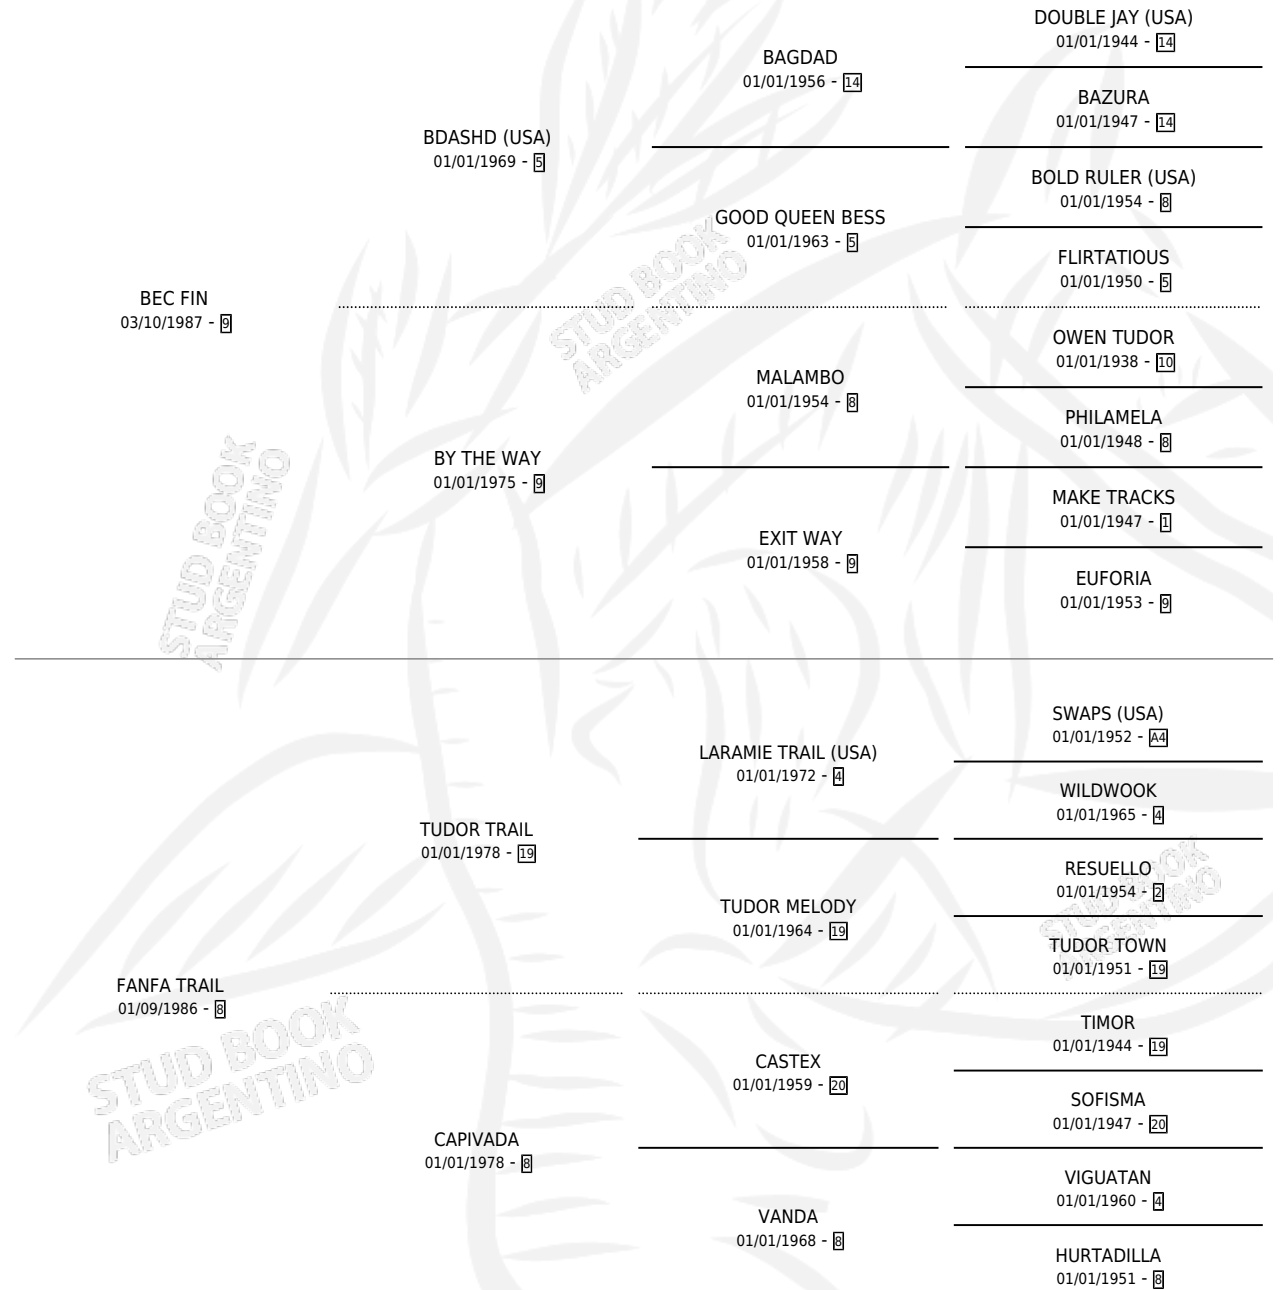 DOUBLE JAY (USA)
01/01/1944 - 14
BAGDAD
01/01/1956 - 14
BAZURA
01/01/1947 - 14
BDASHD (USA)
01/01/1969 - 5
BOLD RULER (USA)
01/01/1954 - 8
GOOD QUEEN BESS
01/01/1963 - 5
FLIRTATIOUS
01/01/1950 - 5
BEC FIN
03/10/1987 - 9
STUD BOOK
ARGENTINO
OWEN TUDOR
01/01/1938 - 10
MALAMBO
01/01/1954 - 8
PHILAMELA
01/01/1948 - 8
BY THE WAY
01/01/1975 - 9
MAKE TRACKS
01/01/1947 - 1
EXIT WAY
01/01/1958 - 9
EUFORIA
01/01/1953 - 9
STUD BOOK
ARGENTINO
SWAPS (USA)
01/01/1952 - A4
LARAMIE TRAIL (USA)
01/01/1972 - 4
WILDWOOK
01/01/1965 - 4
TUDOR TRAIL
01/01/1978 - 19
RESUELLO
01/01/1954 - 2
TUDOR MELODY
01/01/1964 - 19
STUD BOOK
ARGENTINO
TUDOR TOWN
01/01/1951 - 19
FANFA TRAIL
01/09/1986 - 8
STUD BOOK
ARGENTINO
TIMOR
01/01/1944 - 19
CASTEX
01/01/1959 - 20
SOFISMA
01/01/1947 - 20
CAPIVADA
01/01/1978 - 8
VIGUATAN
01/01/1960 - 4
VANDA
01/01/1968 - 8
HURTADILLA
01/01/1951 - 8